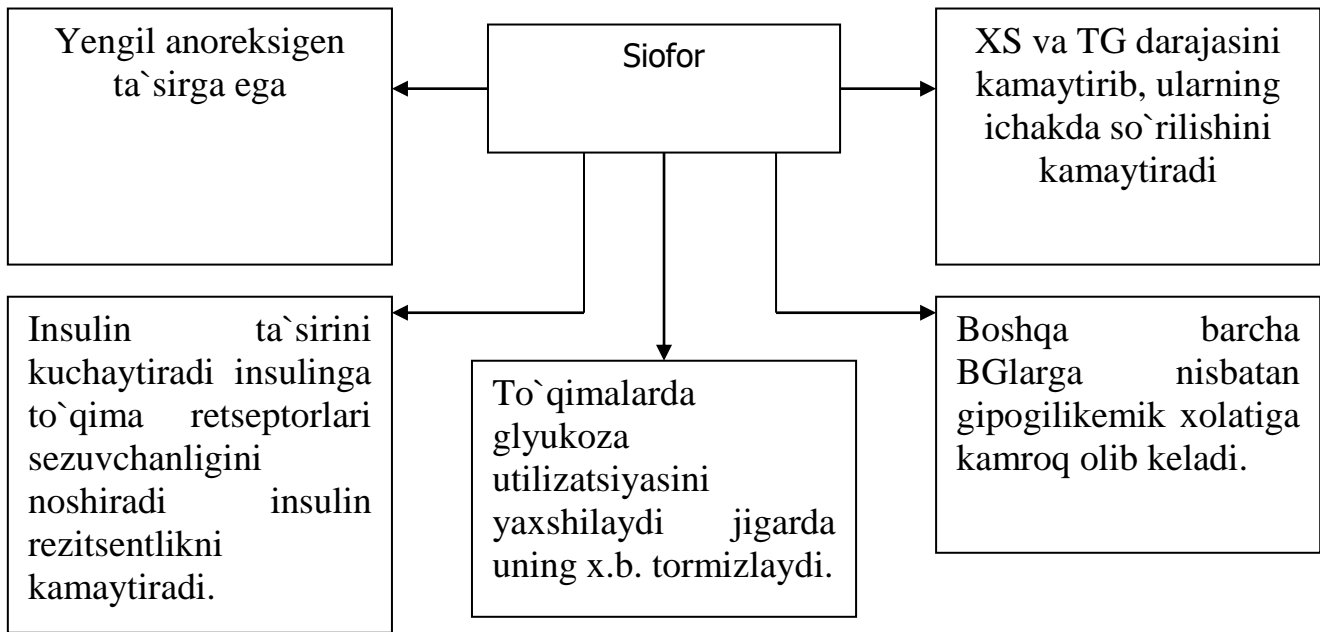 Yengil anoreksigen
ta`sirga ega
Siofor
XS va TG darajasini
kamaytirib, ularning
ichakda so`rilishini
kamaytiradi
Insulin ta`sirini
kuchaytiradi insulinga
to`qima retseptorlari
sezuvchanligini
noshiradi insulin
rezitsentlikni
kamaytiradi.
To`qimalarda
glyukoza
utilizatsiyasini
yaxshilaydi jigarda
uning x.b. tormizlaydi.
Boshqa barcha
BGlarga nisbatan
gipogilikemik xolatiga
kamroq olib keladi.